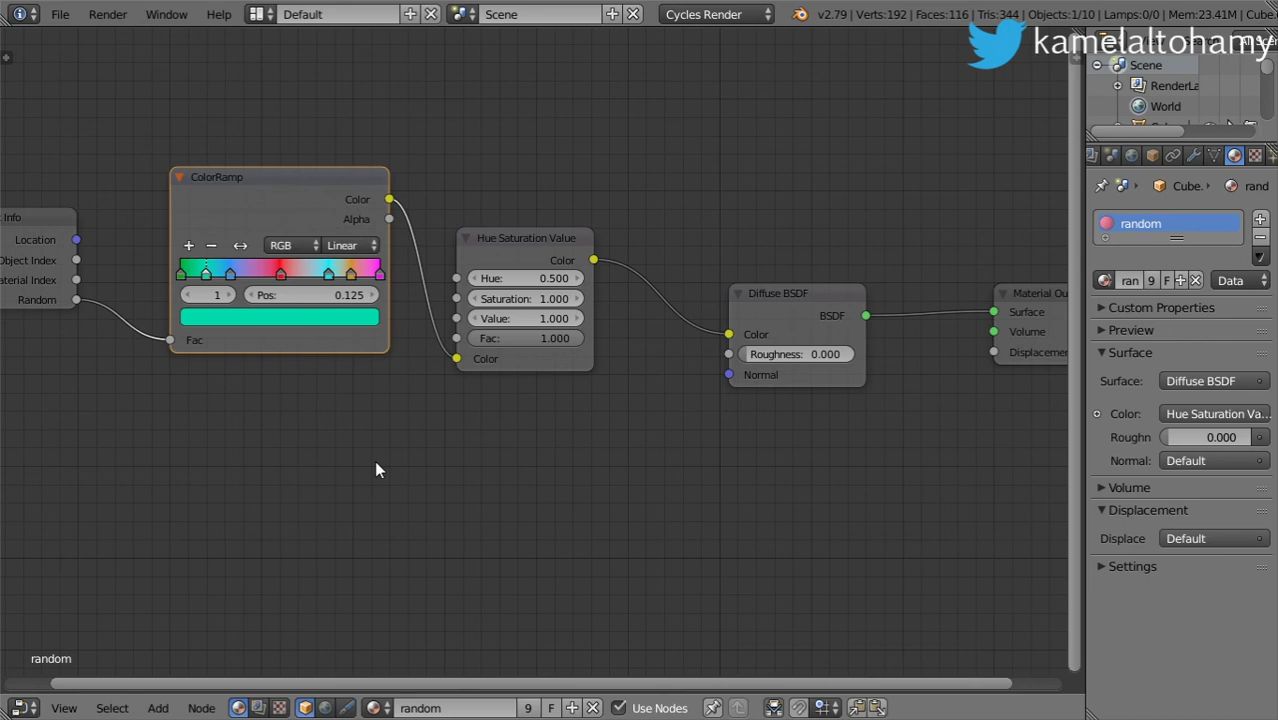 File Render Window Help Default Scene Cycles Render v2.79 | Verts:192 | Faces:116 | Tris:344 | Objects:1/10 | Lamps:0/0 | Mem:23.41M | Cube.
kamelaltohamy
Scene
RenderLa
World
Cube. rand
random
ran 9 F Data
Custom Properties
Preview
Surface
Surface: Diffuse BSDF
Color: Hue Saturation Va...
Roughn 0.000
Normal: Default
Volume
Displacement
Displace Default
Settings
Info
Location
Object Index
aterial Index
Random
ColorRamp
Color
Alpha
RGB Linear
1 Pos: 0.125
Fac
Hue Saturation Value
Color
Hue: 0.500
Saturation: 1.000
Value: 1.000
Fac: 1.000
Color
Diffuse BSDF
BSDF
Color
Roughness: 0.000
Normal
Material Ou
Surface
Volume
Displacemen
random
View Select Add Node random 9 F Use Nodes